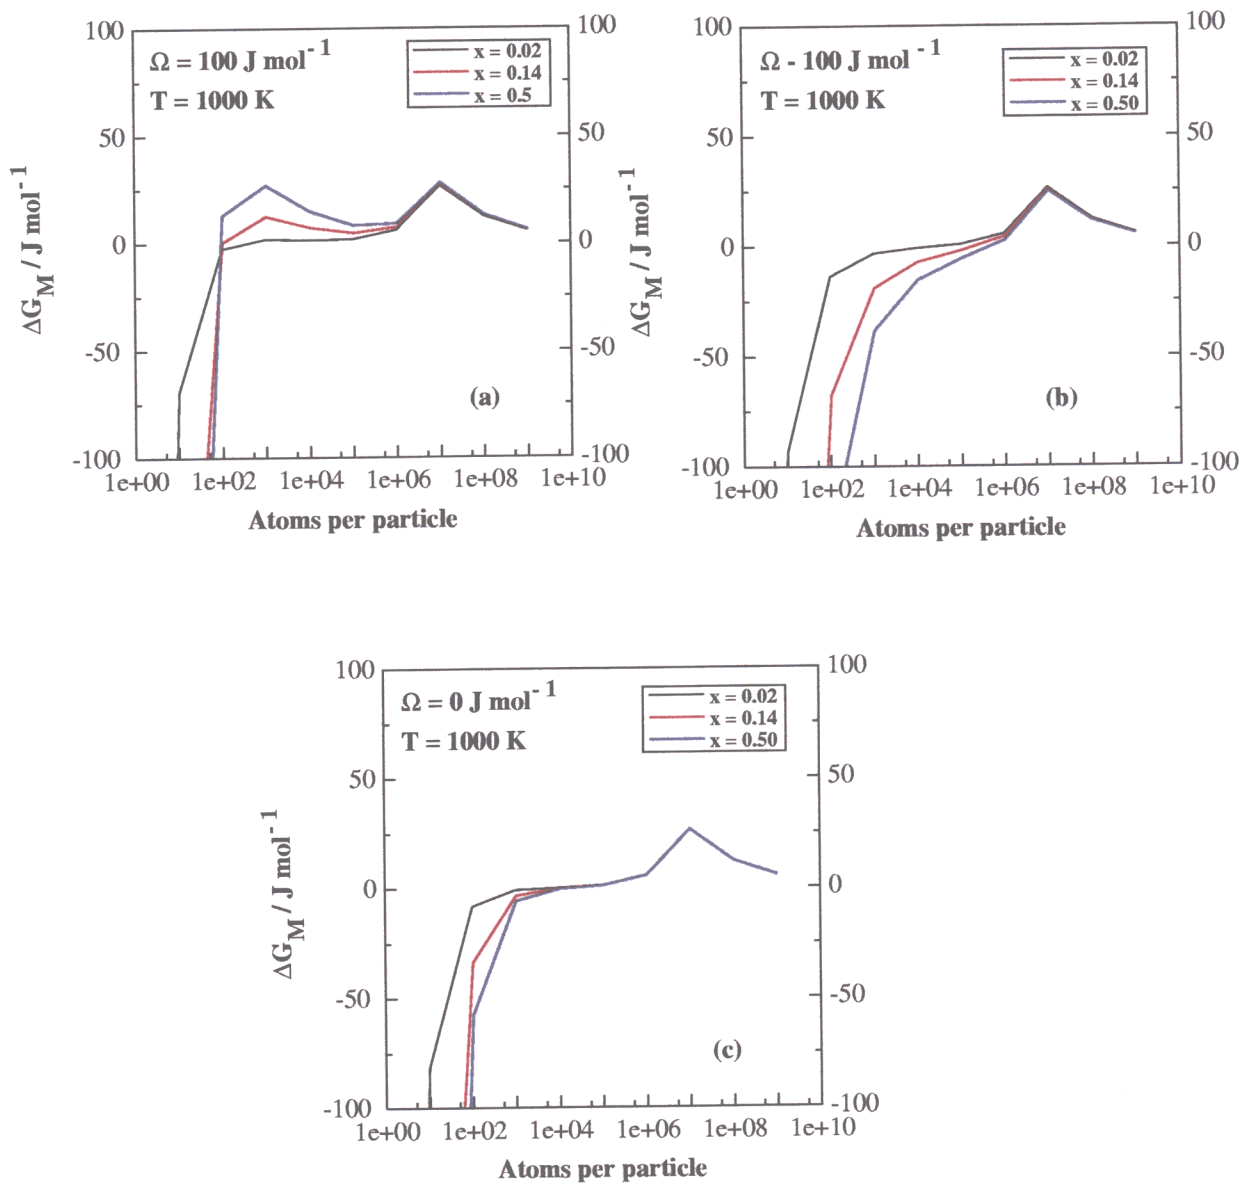 100
50
0
-50
-100
100
50
0
-50
-100
Ω = 100 J mol⁻¹
T = 1000 K
x = 0.02
x = 0.14
x = 0.5
(a)
ΔG_M / J mol⁻¹
1e+00 1e+02 1e+04 1e+06 1e+08 1e+10
Atoms per particle
100
50
0
-50
-100
100
50
0
-50
-100
Ω - 100 J mol⁻¹
T = 1000 K
x = 0.02
x = 0.14
x = 0.50
(b)
ΔG_M / J mol⁻¹
1e+00 1e+02 1e+04 1e+06 1e+08 1e+10
Atoms per particle
100
50
0
-50
-100
100
50
0
-50
-100
Ω = 0 J mol⁻¹
T = 1000 K
x = 0.02
x = 0.14
x = 0.50
(c)
ΔG_M / J mol⁻¹
1e+00 1e+02 1e+04 1e+06 1e+08 1e+10
Atoms per particle